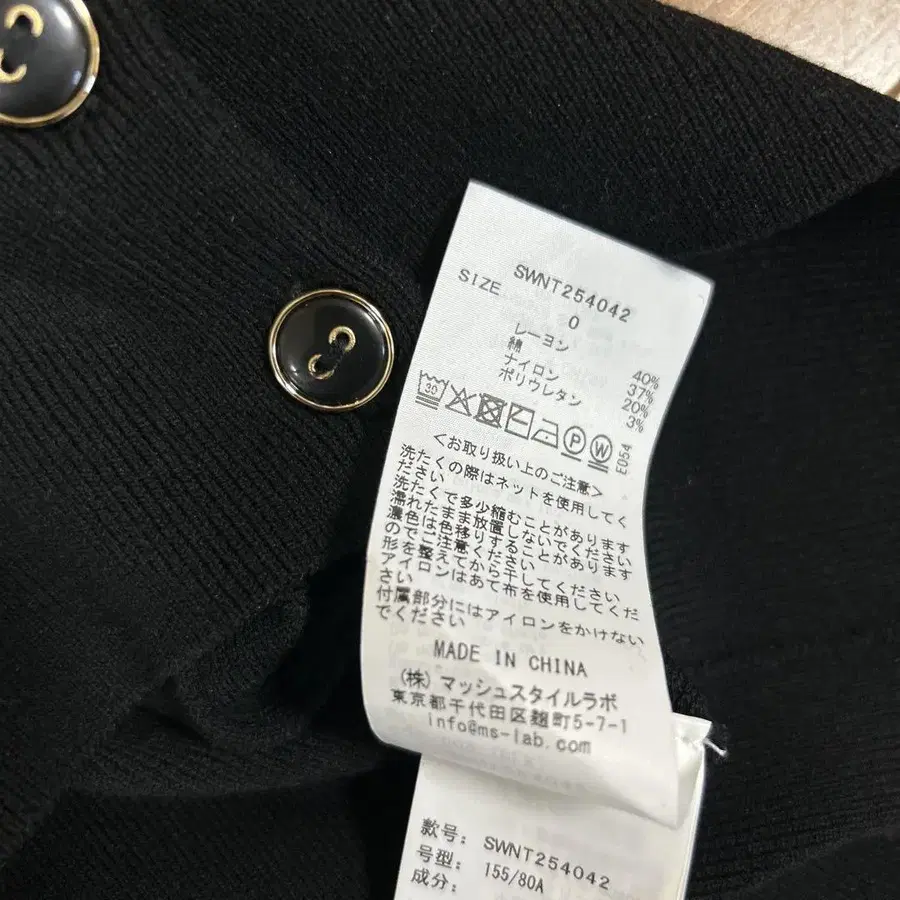 SWNT254042
SIZE 0
レーヨン 40%
綿 37%
ナイロン 20%
ポリウレタン 3%
30 P W E054
＜お取り扱い上のご注意＞
洗たくの際はネットを使用してく
ださい
洗たくで多少縮むことがあります
濡れたまま放置しないでください
濃色は色移りすることがあります
のでご注意ください
形を整えてから干してください
アイロンはあて布を使用してくだ
さい
付属部分にはアイロンをかけない
でください
MADE IN CHINA
(株) マッシュスタイルラボ
東京都千代田区麹町5-7-1
info@ms-lab.com
款号: SWNT254042
号型: 155/80A
成分: